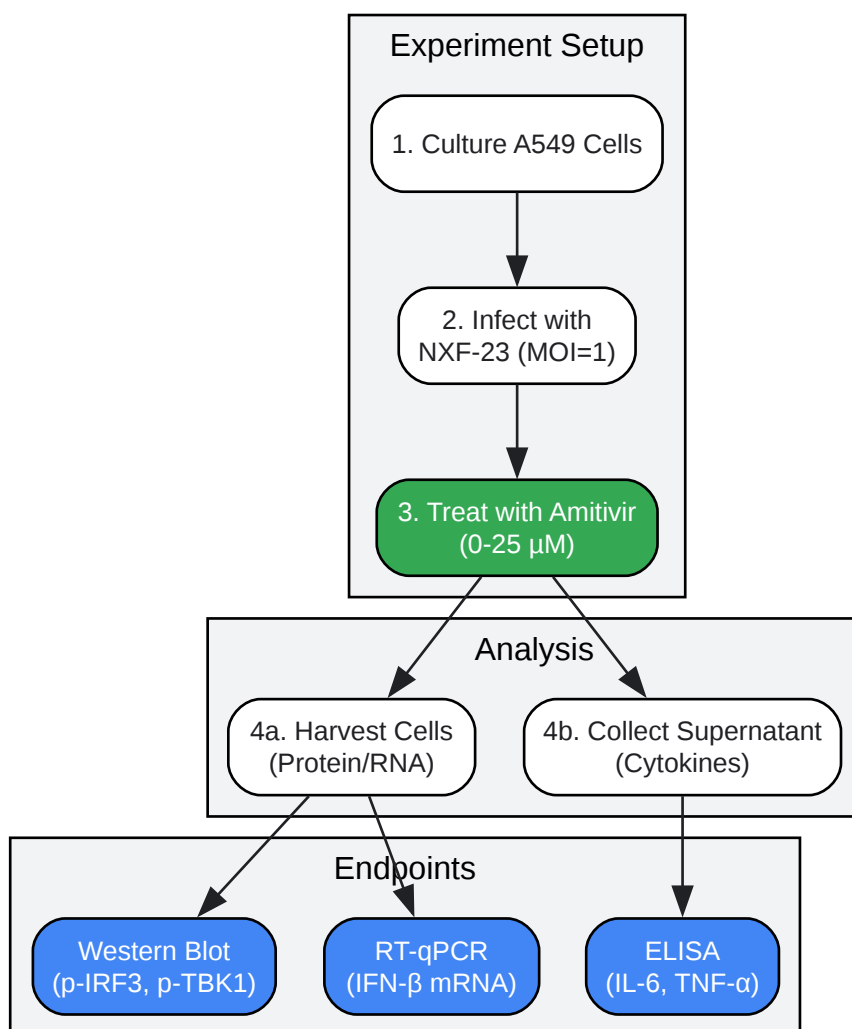 Experiment Setup
1. Culture A549 Cells
2. Infect with
NXF-23 (MOI=1)
3. Treat with Amitivir
(0-25 µM)
Analysis
4a. Harvest Cells
(Protein/RNA)
4b. Collect Supernatant
(Cytokines)
Endpoints
Western Blot
(p-IRF3, p-TBK1)
RT-qPCR
(IFN-β mRNA)
ELISA
(IL-6, TNF-α)